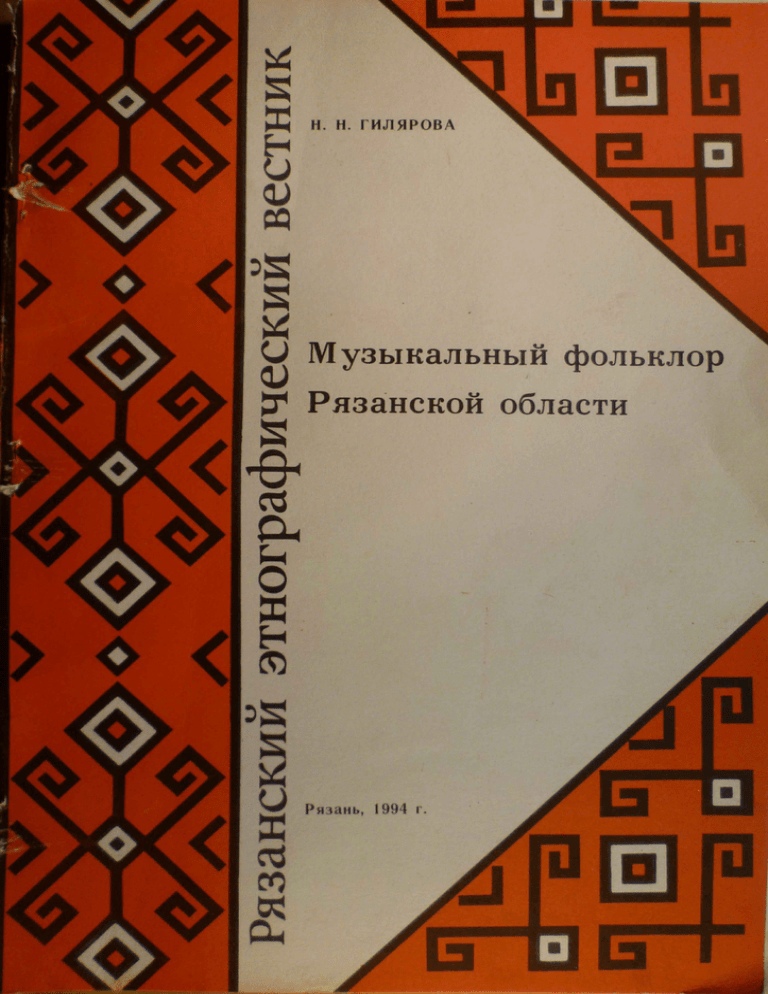 Рязанский этнографический вестник
Н. Н. ГИЛЯРОВА
Музыкальный фольклор
Рязанской области
Рязань, 1994 г.